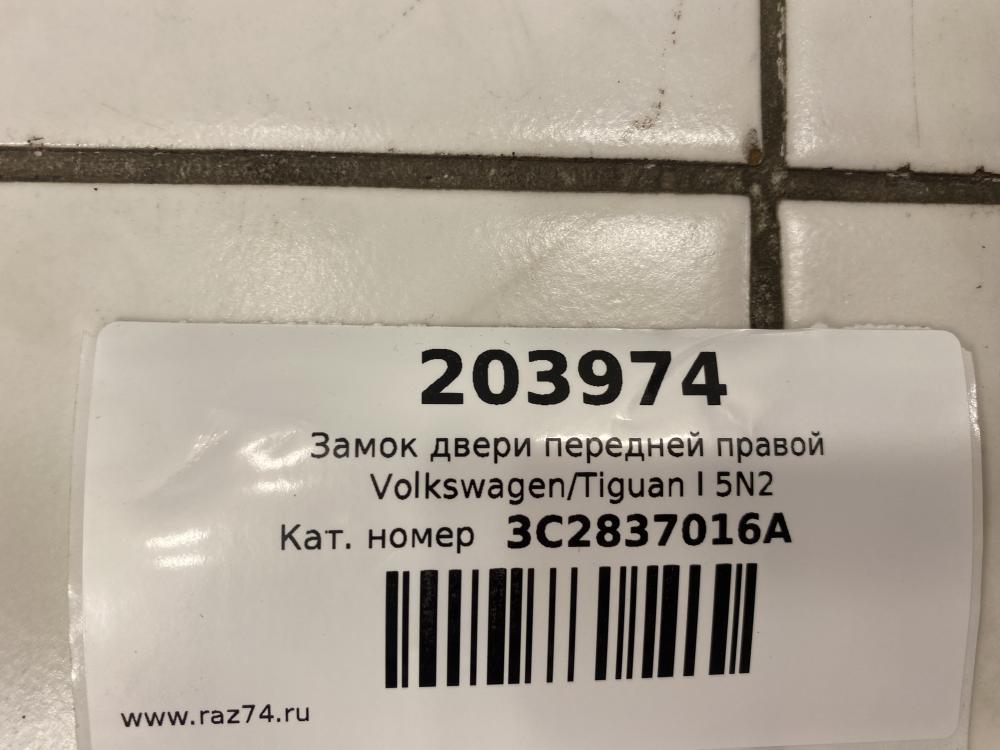 203974
Замок двери передней правой
Volkswagen/Tiguan I 5N2
Кат. номер 3C2837016A
www.raz74.ru